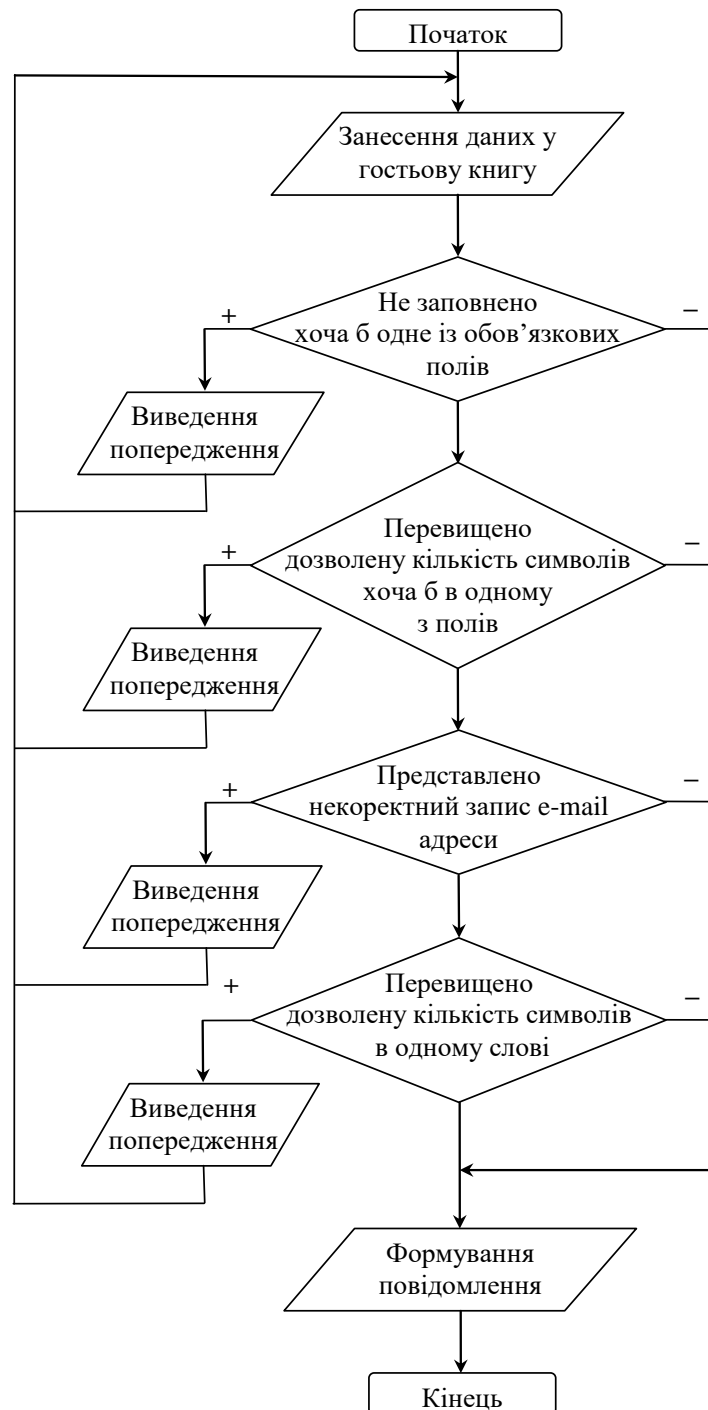 Початок
Занесення даних у
гостьову книгу
Не заповнено
хоча б одне із обов’язкових
полів
+
–
Виведення
попередження
Перевищено
дозволену кількість символів
хоча б в одному
з полів
+
–
Виведення
попередження
Представлено
некоректний запис e-mail
адреси
+
–
Виведення
попередження
Перевищено
дозволену кількість символів
в одному слові
+
–
Виведення
попередження
Формування
повідомлення
Кінець